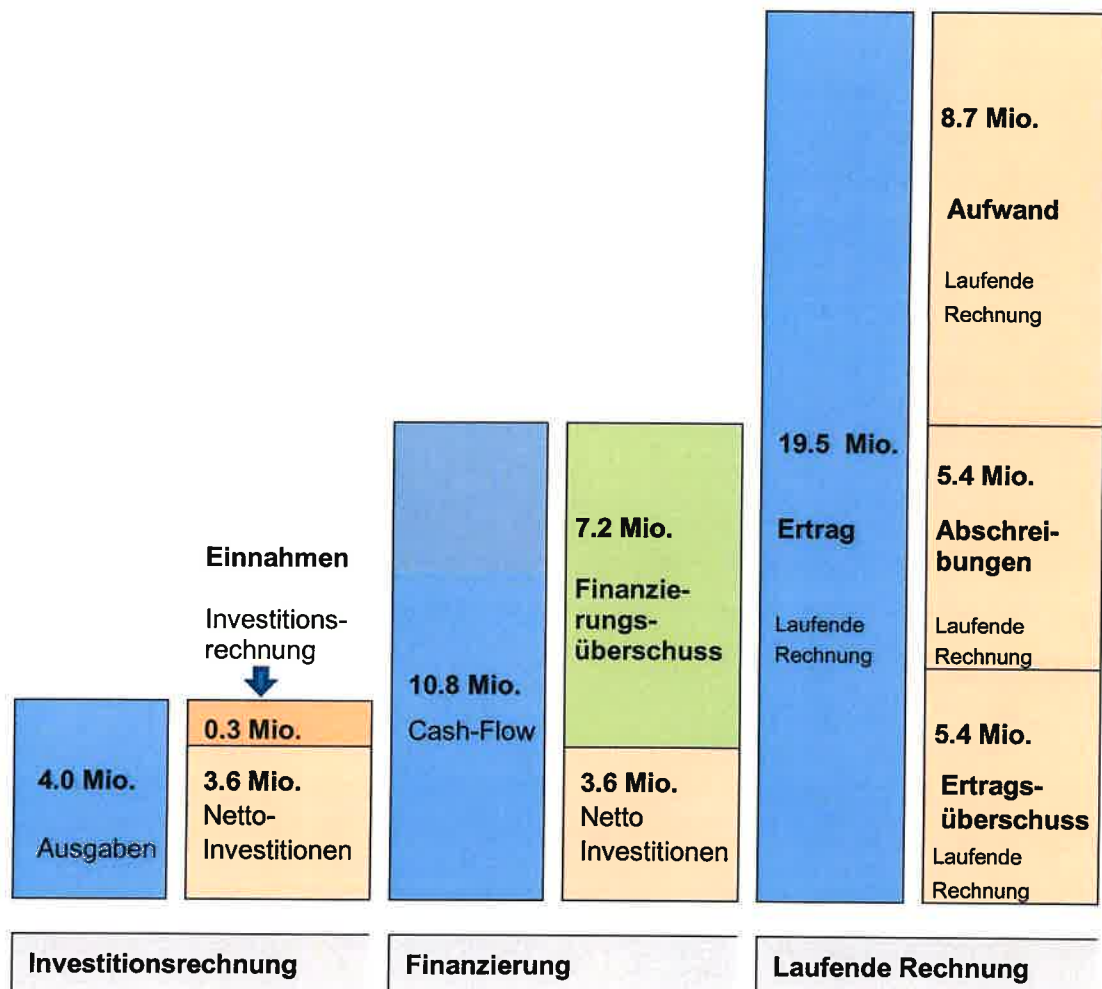 4.0 Mio.
Ausgaben
Einnahmen
Investitions-
rechnung
0.3 Mio.
3.6 Mio.
Netto-
Investitionen
Investitionsrechnung
10.8 Mio.
Cash-Flow
7.2 Mio.
Finanzie-
rungs-
überschuss
3.6 Mio.
Netto
Investitionen
Finanzierung
19.5 Mio.
Ertrag
Laufende
Rechnung
8.7 Mio.
Aufwand
Laufende
Rechnung
5.4 Mio.
Abschrei-
bungen
Laufende
Rechnung
5.4 Mio.
Ertrags-
überschuss
Laufende
Rechnung
Laufende Rechnung